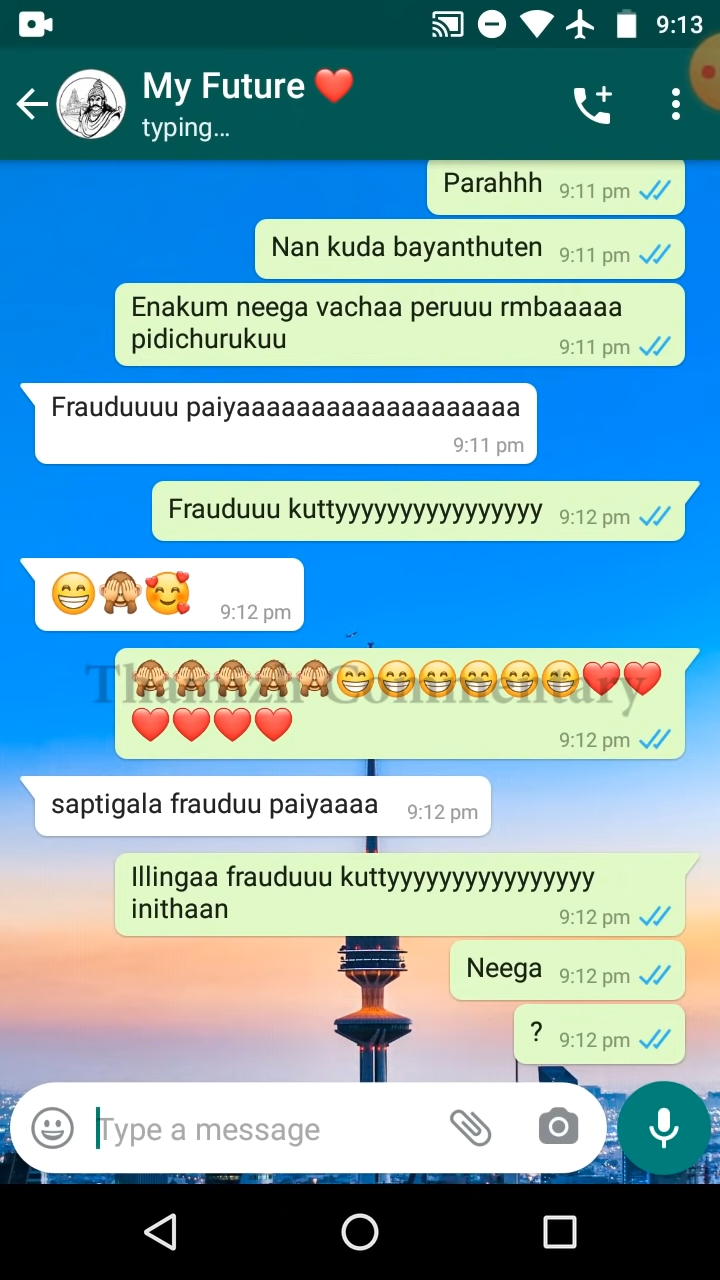 9:13
My Future ❤️
typing...
Parahhh 9:11 pm
Nan kuda bayanthuten 9:11 pm
Enakum neega vachaa peruuu rmbaaaaa
pidichurukuu 9:11 pm
Frauduuuu paiyaaaaaaaaaaaaaaaaaaa
9:11 pm
Frauduuu kuttyyyyyyyyyyyyyyyy 9:12 pm
😁🙈🥰 9:12 pm
🙈🙈🙈🙈🙈😁😁😁😁😁😁❤️❤️
Thamizh Commentary
❤️❤️❤️❤️ 9:12 pm
saptigala frauduu paiyaaaa 9:12 pm
Illingaa frauduuu kuttyyyyyyyyyyyyyyyy
inithaan 9:12 pm
Neega 9:12 pm
? 9:12 pm
Type a message